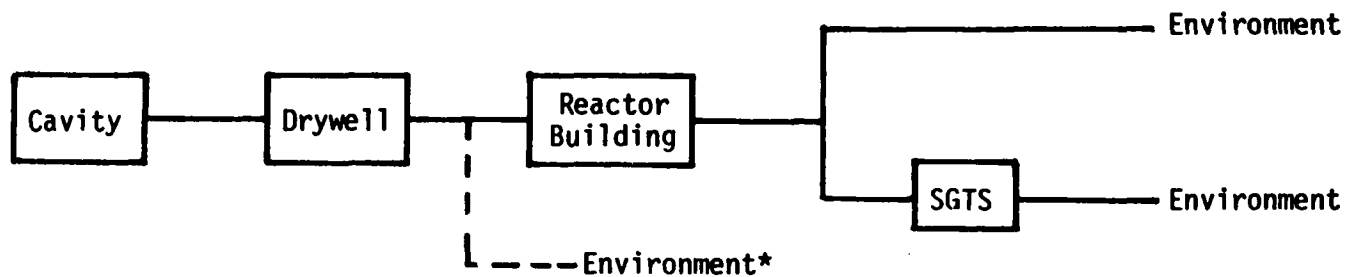 Environment
Cavity
Drywell
Reactor
Building
SGTS
Environment
Environment*